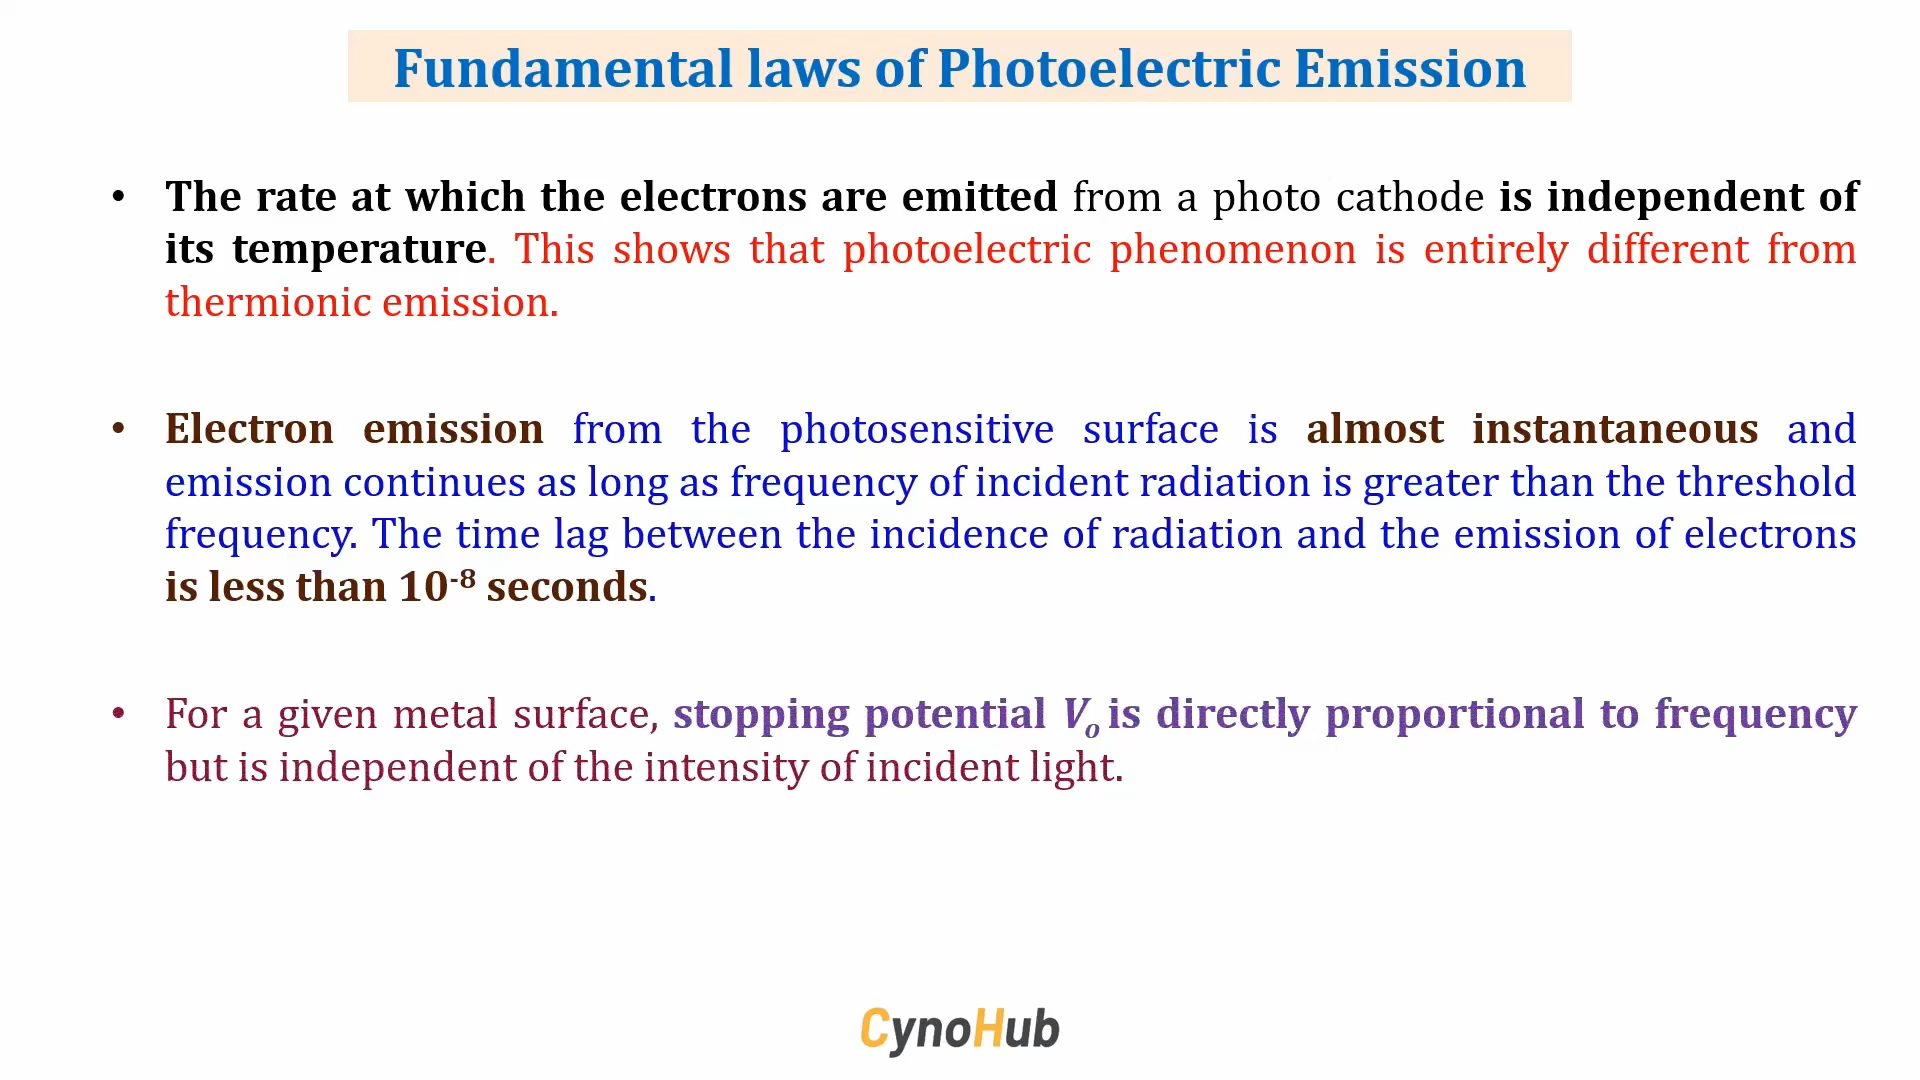 Fundamental laws of Photoelectric Emission
• The rate at which the electrons are emitted from a photo cathode is independent of
its temperature. This shows that photoelectric phenomenon is entirely different from
thermionic emission.
• Electron emission from the photosensitive surface is almost instantaneous and
emission continues as long as frequency of incident radiation is greater than the threshold
frequency. The time lag between the incidence of radiation and the emission of electrons
is less than 10⁻⁸ seconds.
• For a given metal surface, stopping potential Vₒ is directly proportional to frequency
but is independent of the intensity of incident light.
CynoHub